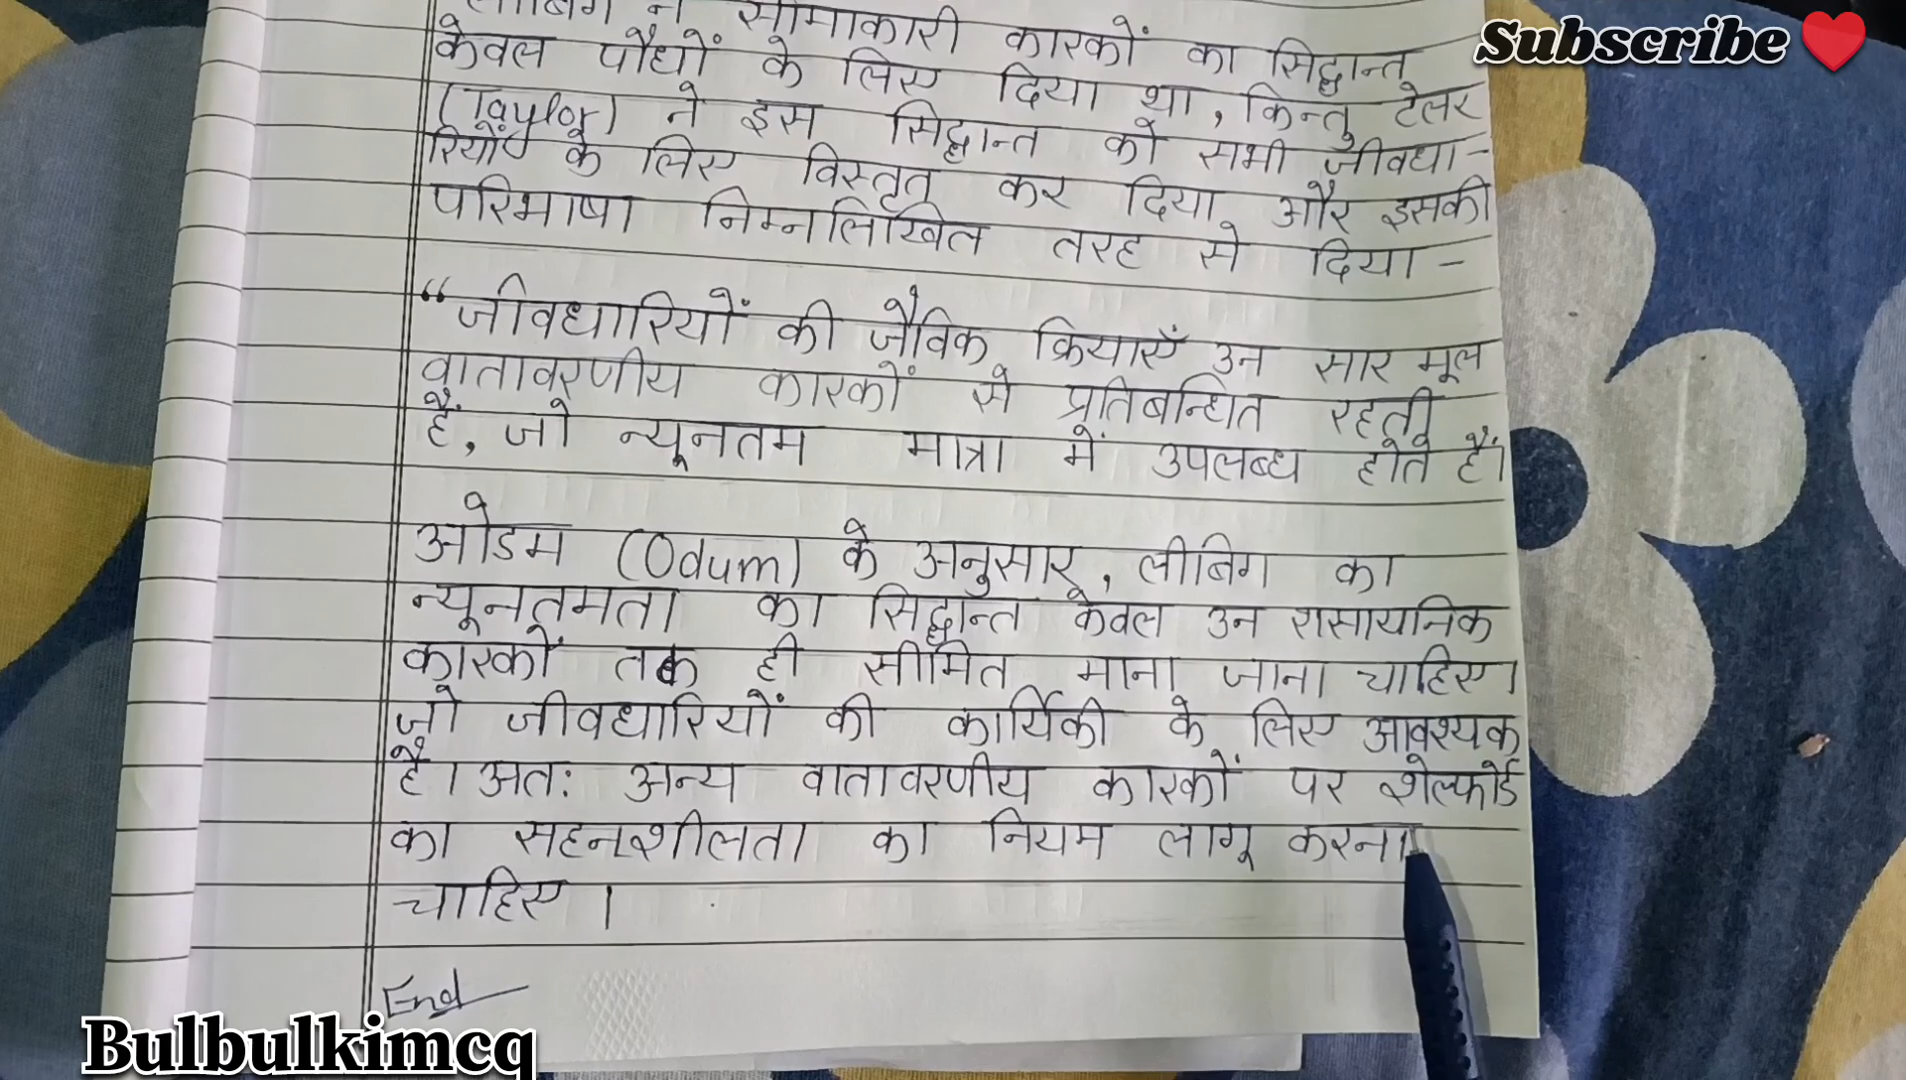 लीबिग ने सीमाकारी कारकों का सिद्धान्त
Subscribe
केवल पौधों के लिए दिया था, किन्तु टेलर
(Taylor) ने इस सिद्धान्त को सभी जीवधा-
रियों के लिए विस्तृत कर दिया और इसकी
परिभाषा निम्नलिखित तरह से दिया -
“जीवधारियों की जैविक क्रियाएँ उन सार मूल
वातावरणीय कारकों से प्रतिबन्धित रहती
है, जो न्यूनतम मात्रा में उपलब्ध होते हैं।
ओडम (Odum) के अनुसार, लीबिग का
न्यूनतमता का सिद्धान्त केवल उन रासायनिक
कारकों तक ही सीमित माना जाना चाहिए।
जो जीवधारियों की कार्यिकी के लिए आवश्यक
है। अतः अन्य वातावरणीय कारकों पर शेल्फोर्ड
का सहनशीलता का नियम लागू करना
चाहिए।
End
Bulbulkimcq